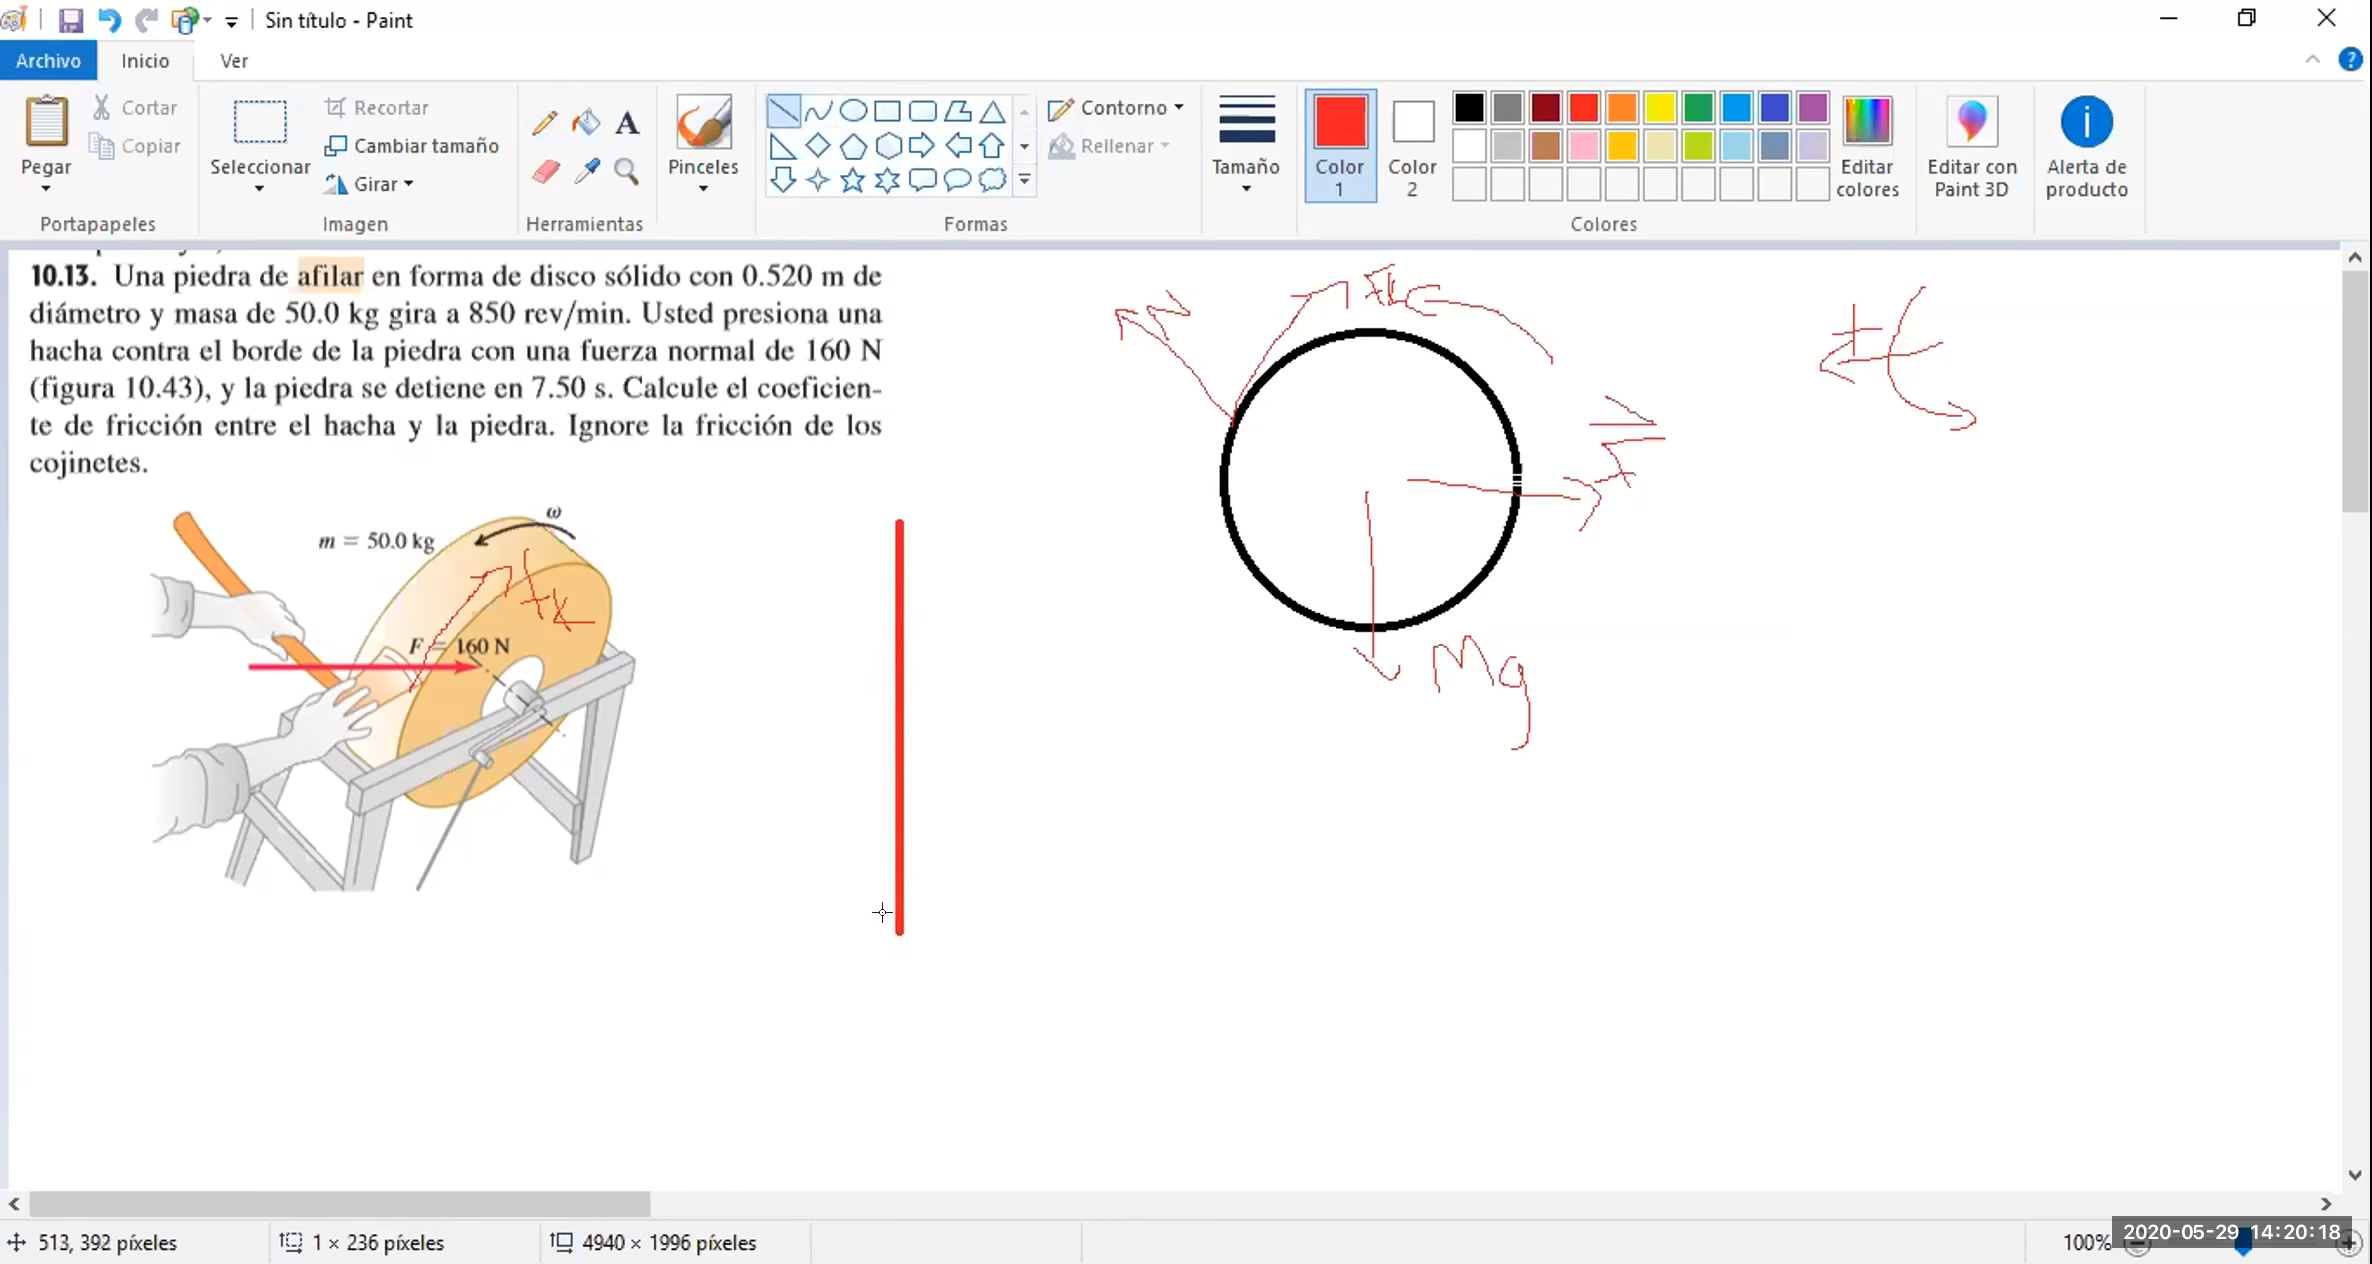 Sin título - Paint
Archivo Inicio Ver
Pegar
Cortar
Copiar
Portapapeles
Seleccionar
Recortar
Cambiar tamaño
Girar
Imagen
A
Herramientas
Pinceles
Contorno
Rellenar
Formas
Tamaño
Color 1
Color 2
Editar colores
Colores
Editar con Paint 3D
Alerta de producto
10.13. Una piedra de afilar en forma de disco sólido con 0.520 m de
diámetro y masa de 50.0 kg gira a 850 rev/min. Usted presiona una
hacha contra el borde de la piedra con una fuerza normal de 160 N
(figura 10.43), y la piedra se detiene en 7.50 s. Calcule el coeficien-
te de fricción entre el hacha y la piedra. Ignore la fricción de los
cojinetes.
ω
m = 50.0 kg
fk
F = 160 N
N
fk
+
Mg
513, 392 píxeles
1 × 236 píxeles
4940 × 1996 píxeles
100%
2020-05-29 14:20:18